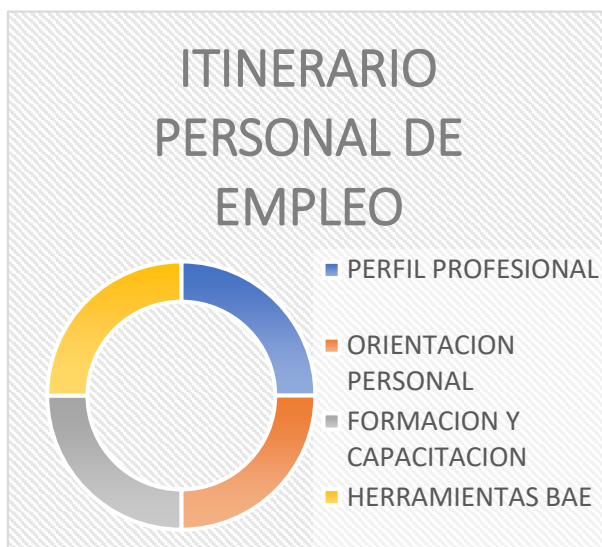 ITINERARIO
PERSONAL DE
EMPLEO
PERFIL PROFESIONAL
ORIENTACION
PERSONAL
FORMACION Y
CAPACITACION
HERRAMIENTAS BAE